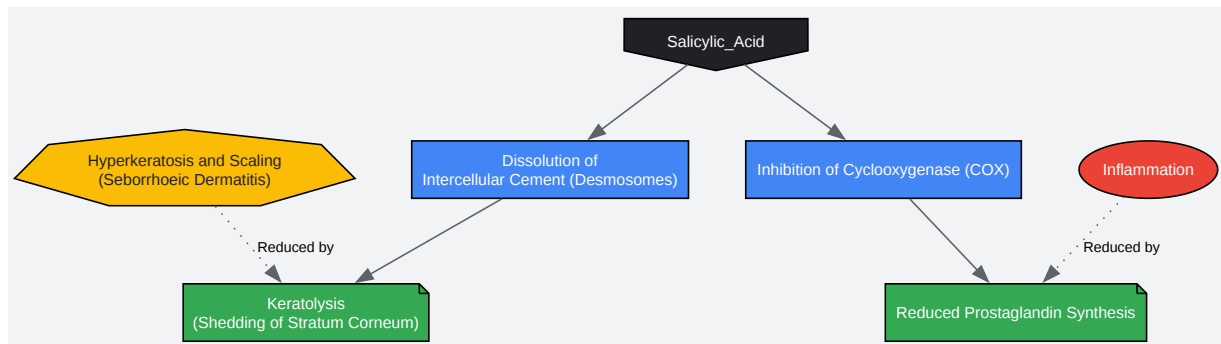 Salicylic_Acid
Hyperkeratosis and Scaling
(Seborrhoeic Dermatitis)
Dissolution of
Intercellular Cement (Desmosomes)
Inhibition of Cyclooxygenase (COX)
Inflammation
Reduced by
Reduced by
Keratolysis
(Shedding of Stratum Corneum)
Reduced Prostaglandin Synthesis